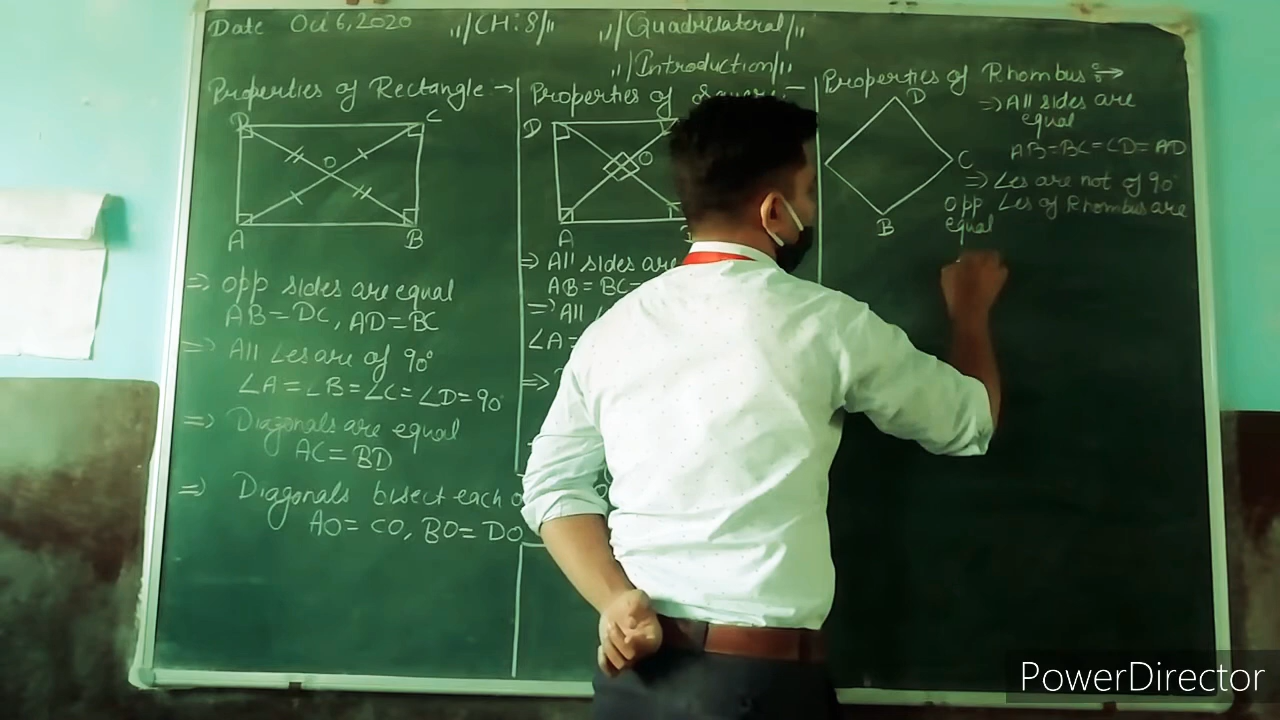 Date Oct 6, 2020 //CH:8// //Quadrilateral//
//Introduction//
Properties of Rectangle →
D C
O
A B
⇒ opp sides are equal
AB = DC, AD = BC
⇒ All ∠es are of 90°
∠A = ∠B = ∠C = ∠D = 90°
⇒ Diagonals are equal
AC = BD
⇒ Diagonals bisect each
AO = CO, BO = DO
Properties of
D
O
A
⇒ All sides are
AB = BC =
⇒ All
∠A =
⇒
Properties of Rhombus :→
D
C
B
⇒ All sides are
equal
AB = BC = CD = AD
⇒ ∠es are not of 90°
opp ∠es of Rhombus are
equal
PowerDirector